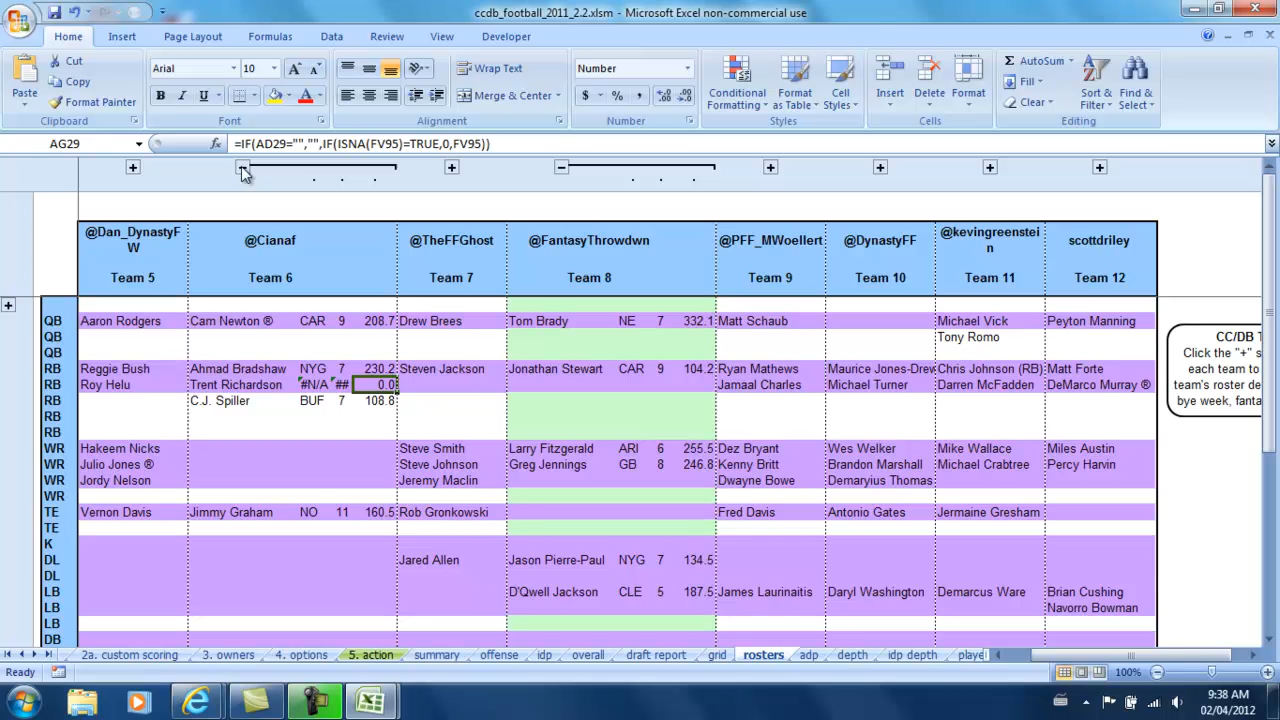 ccdb_football_2011_2.2.xlsm - Microsoft Excel non-commercial use
Home Insert Page Layout Formulas Data Review View Developer
Paste Cut Copy Format Painter Clipboard
Arial 10 Font
B I U A
Wrap Text Merge & Center Alignment
Number $ % , Number
Conditional Formatting Format as Table Cell Styles Styles
Insert Delete Format Cells
Σ AutoSum Fill Clear Sort & Filter Find & Select Editing
AG29 fx =IF(AD29="","",IF(ISNA(FV95)=TRUE,0,FV95))
@Dan_DynastyF
W @Cianaf @TheFFGhost @FantasyThrowdwn @PFF_MWoellert @DynastyFF @kevingreenstei
n scottdriley
Team 5 Team 6 Team 7 Team 8 Team 9 Team 10 Team 11 Team 12
QB Aaron Rodgers Cam Newton ® CAR 9 208.7 Drew Brees Tom Brady NE 7 332.1 Matt Schaub Michael Vick Peyton Manning
QB Tony Romo
QB
RB Reggie Bush Ahmad Bradshaw NYG 7 230.2 Steven Jackson Jonathan Stewart CAR 9 104.2 Ryan Mathews Maurice Jones-Drew Chris Johnson (RB) Matt Forte
RB Roy Helu Trent Richardson #N/A ## 0.0 Jamaal Charles Michael Turner Darren McFadden DeMarco Murray ®
RB C.J. Spiller BUF 7 108.8
RB
RB
WR Hakeem Nicks Steve Smith Larry Fitzgerald ARI 6 255.5 Dez Bryant Wes Welker Mike Wallace Miles Austin
WR Julio Jones ® Steve Johnson Greg Jennings GB 8 246.8 Kenny Britt Brandon Marshall Michael Crabtree Percy Harvin
WR Jordy Nelson Jeremy Maclin Dwayne Bowe Demaryius Thomas
WR
TE Vernon Davis Jimmy Graham NO 11 160.5 Rob Gronkowski Fred Davis Antonio Gates Jermaine Gresham
TE
K
DL Jared Allen Jason Pierre-Paul NYG 7 134.5
DL
LB D'Qwell Jackson CLE 5 187.5 James Laurinaitis Daryl Washington Demarcus Ware Brian Cushing
LB Navorro Bowman
LB
DB
CC/DB T
Click the "+" s
each team to
team's roster de
bye week, fanta
2a. custom scoring 3. owners 4. options 5. action summary offense idp overall draft report grid rosters adp depth idp depth playe
Ready 100%
9:38 AM
02/04/2012